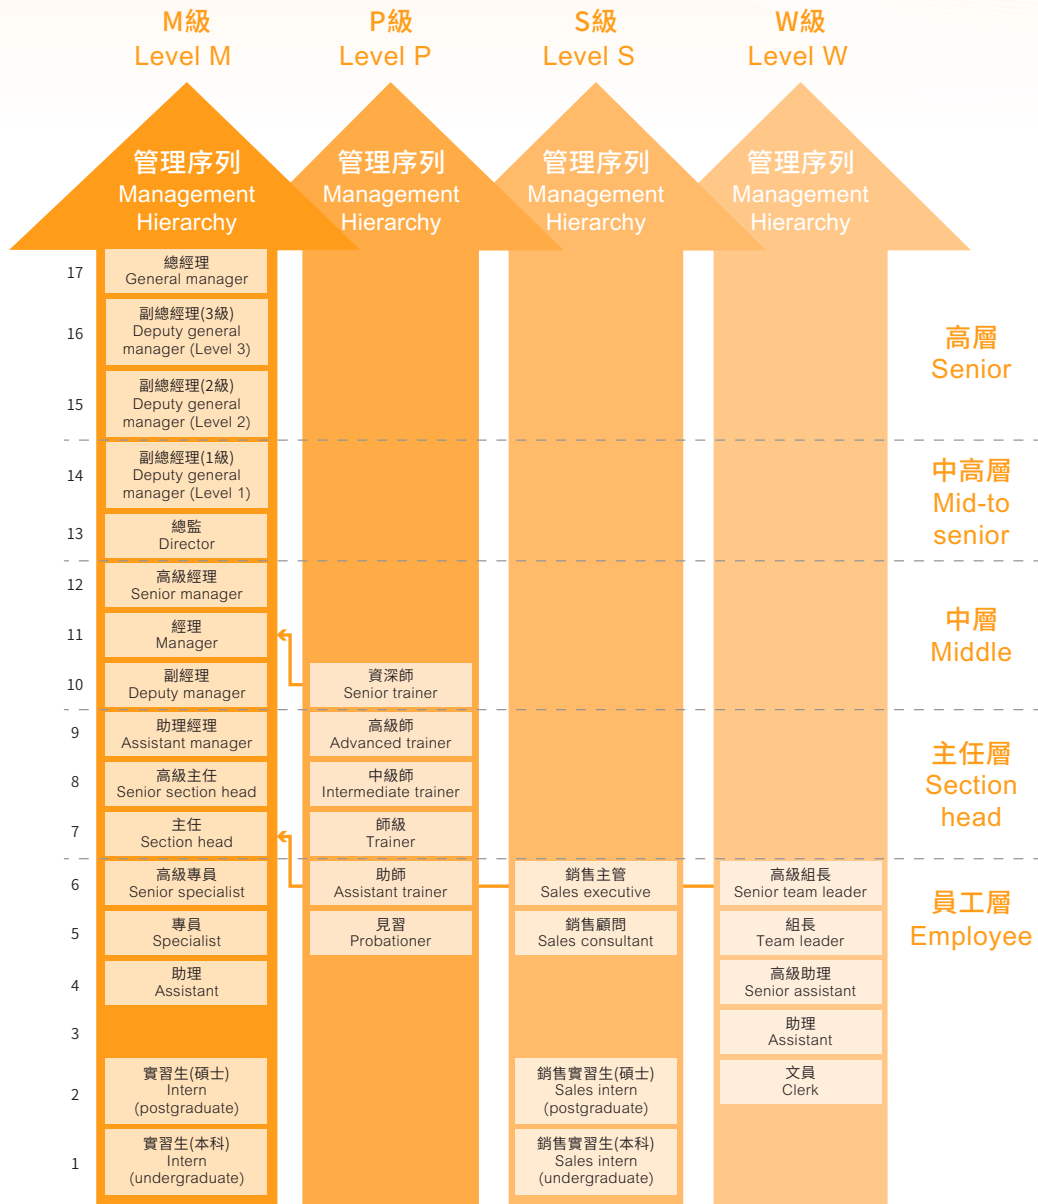 M級
Level M
P級
Level P
S級
Level S
W級
Level W
管理序列
Management
Hierarchy
管理序列
Management
Hierarchy
管理序列
Management
Hierarchy
管理序列
Management
Hierarchy
17
總經理
General manager
16
副總經理(3級)
Deputy general
manager (Level 3)
15
副總經理(2級)
Deputy general
manager (Level 2)
高層
Senior
14
副總經理(1級)
Deputy general
manager (Level 1)
13
總監
Director
中高層
Mid-to
senior
12
高級經理
Senior manager
11
經理
Manager
10
副經理
Deputy manager
資深師
Senior trainer
中層
Middle
9
助理經理
Assistant manager
高級師
Advanced trainer
8
高級主任
Senior section head
中級師
Intermediate trainer
7
主任
Section head
師級
Trainer
主任層
Section
head
6
高級專員
Senior specialist
助師
Assistant trainer
銷售主管
Sales executive
高級組長
Senior team leader
5
專員
Specialist
見習
Probationer
銷售顧問
Sales consultant
組長
Team leader
員工層
Employee
4
助理
Assistant
高級助理
Senior assistant
3
助理
Assistant
2
實習生(碩士)
Intern
(postgraduate)
銷售實習生(碩士)
Sales intern
(postgraduate)
文員
Clerk
1
實習生(本科)
Intern
(undergraduate)
銷售實習生(本科)
Sales intern
(undergraduate)